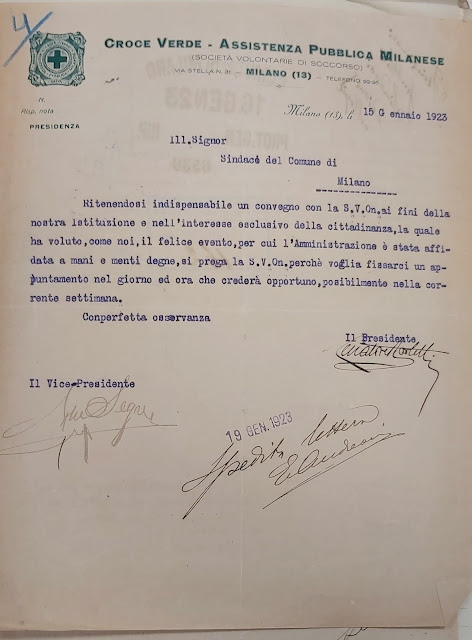 4
CROCE VERDE - ASSISTENZA PUBBLICA MILANESE
(SOCIETÀ VOLONTARIE DI SOCCORSO)
VIA STELLA N. 31 — MILANO (13) — TELEFONO
N.
Risp. nota
PRESIDENZA
Milano (13), li 15 Gennaio 1923
Ill.Signor
Sindaco del Comune di
Milano
Ritenendosi indispensabile un convegno con la S.V.On.ai fini della
nostra Istituzione e nell'interesse esclusivo della cittadinanza,la quale
ha voluto,come noi,il felice evento,per cui l'Amministrazione è stata affi-
data a mani e menti degne,si prega la S.V.On.perchè voglia fissarci un ap-
puntamento nel giorno ed ora che crederà opportuno,posibilmente nella cor-
rente settimana.
Conperfetta osservanza
Il Presidente
Il Vice-Presidente
19 GEN. 1923
Spedita lettera